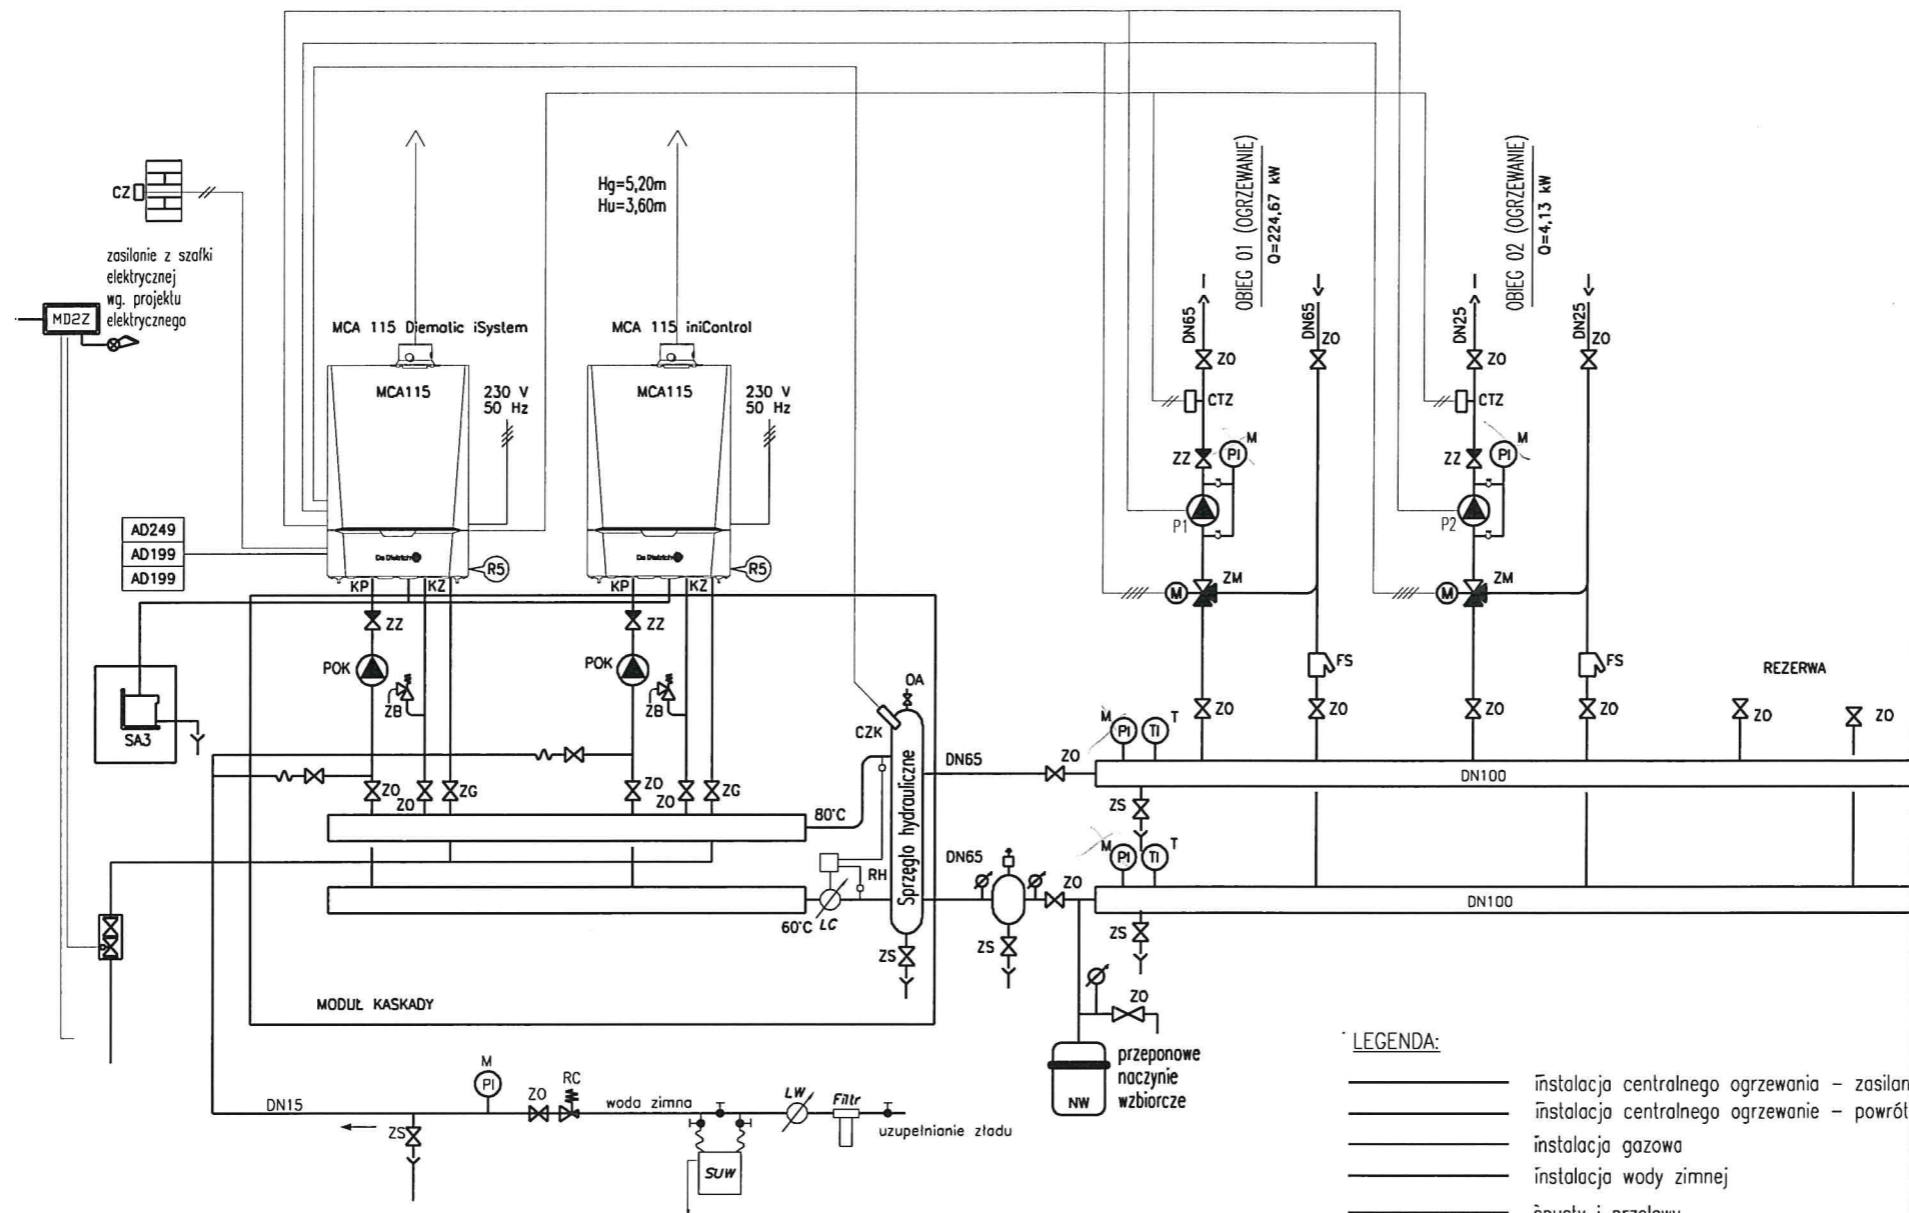 CZ
zasilanie z szafki
elektrycznej
wg. projektu
elektrycznego
MD2Z
MCA 115 Diematic iSystem
MCA115
230 V
50 Hz
Hg=5,20m
Hu=3,60m
MCA 115 iniControl
MCA115
230 V
50 Hz
De Dietrich
De Dietrich
R5
R5
AD249
AD199
AD199
KP
KZ
KP
KZ
ZZ
ZZ
POK
POK
ZB
ZB
SA3
ZO
ZO
ZG
ZO
ZO
ZG
80°C
60°C
LC
RH
CZK
OA
Sprzęgło hydrauliczne
ZS
MODUŁ KASKADY
OBIEG 01 (OGRZEWANIE)
Q=224,67 kW
OBIEG 02 (OGRZEWANIE)
Q=4,13 kW
DN65
DN65
DN25
DN25
ZO
ZO
ZO
ZO
CTZ
CTZ
ZZ
PI
M
ZZ
PI
M
P1
P2
M
ZM
M
ZM
FS
FS
REZERWA
ZO
ZO
ZO
ZO
ZO
ZO
DN65
ZO
M
PI
TI
T
DN100
ZS
DN65
ZO
M
PI
TI
T
DN100
ZS
ZS
ZO
NW
przeponowe
naczynie
wzbiorcze
M
PI
DN15
ZS
ZO
RC
woda zimna
LW
Filtr
uzupełnianie zładu
SUW
LEGENDA:
instalacja centralnego ogrzewania – zasilan
instalacja centralnego ogrzewanie – powrót
instalacja gazowa
instalacja wody zimnej